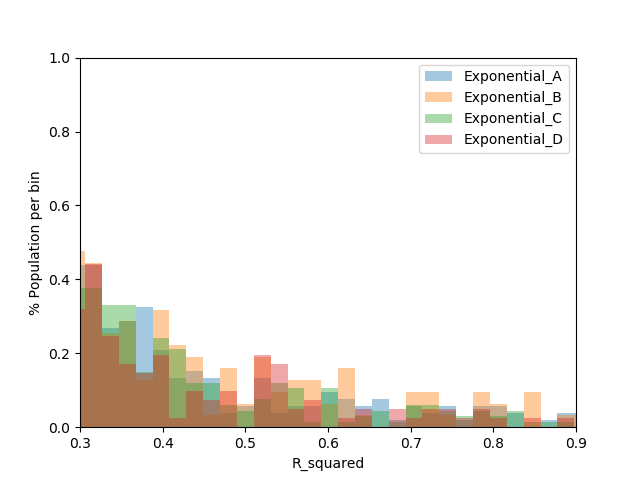 1.0
0.8
0.6
0.4
0.2
0.0
% Population per bin
Exponential_A
Exponential_B
Exponential_C
Exponential_D
0.3 0.4 0.5 0.6 0.7 0.8 0.9
R_squared